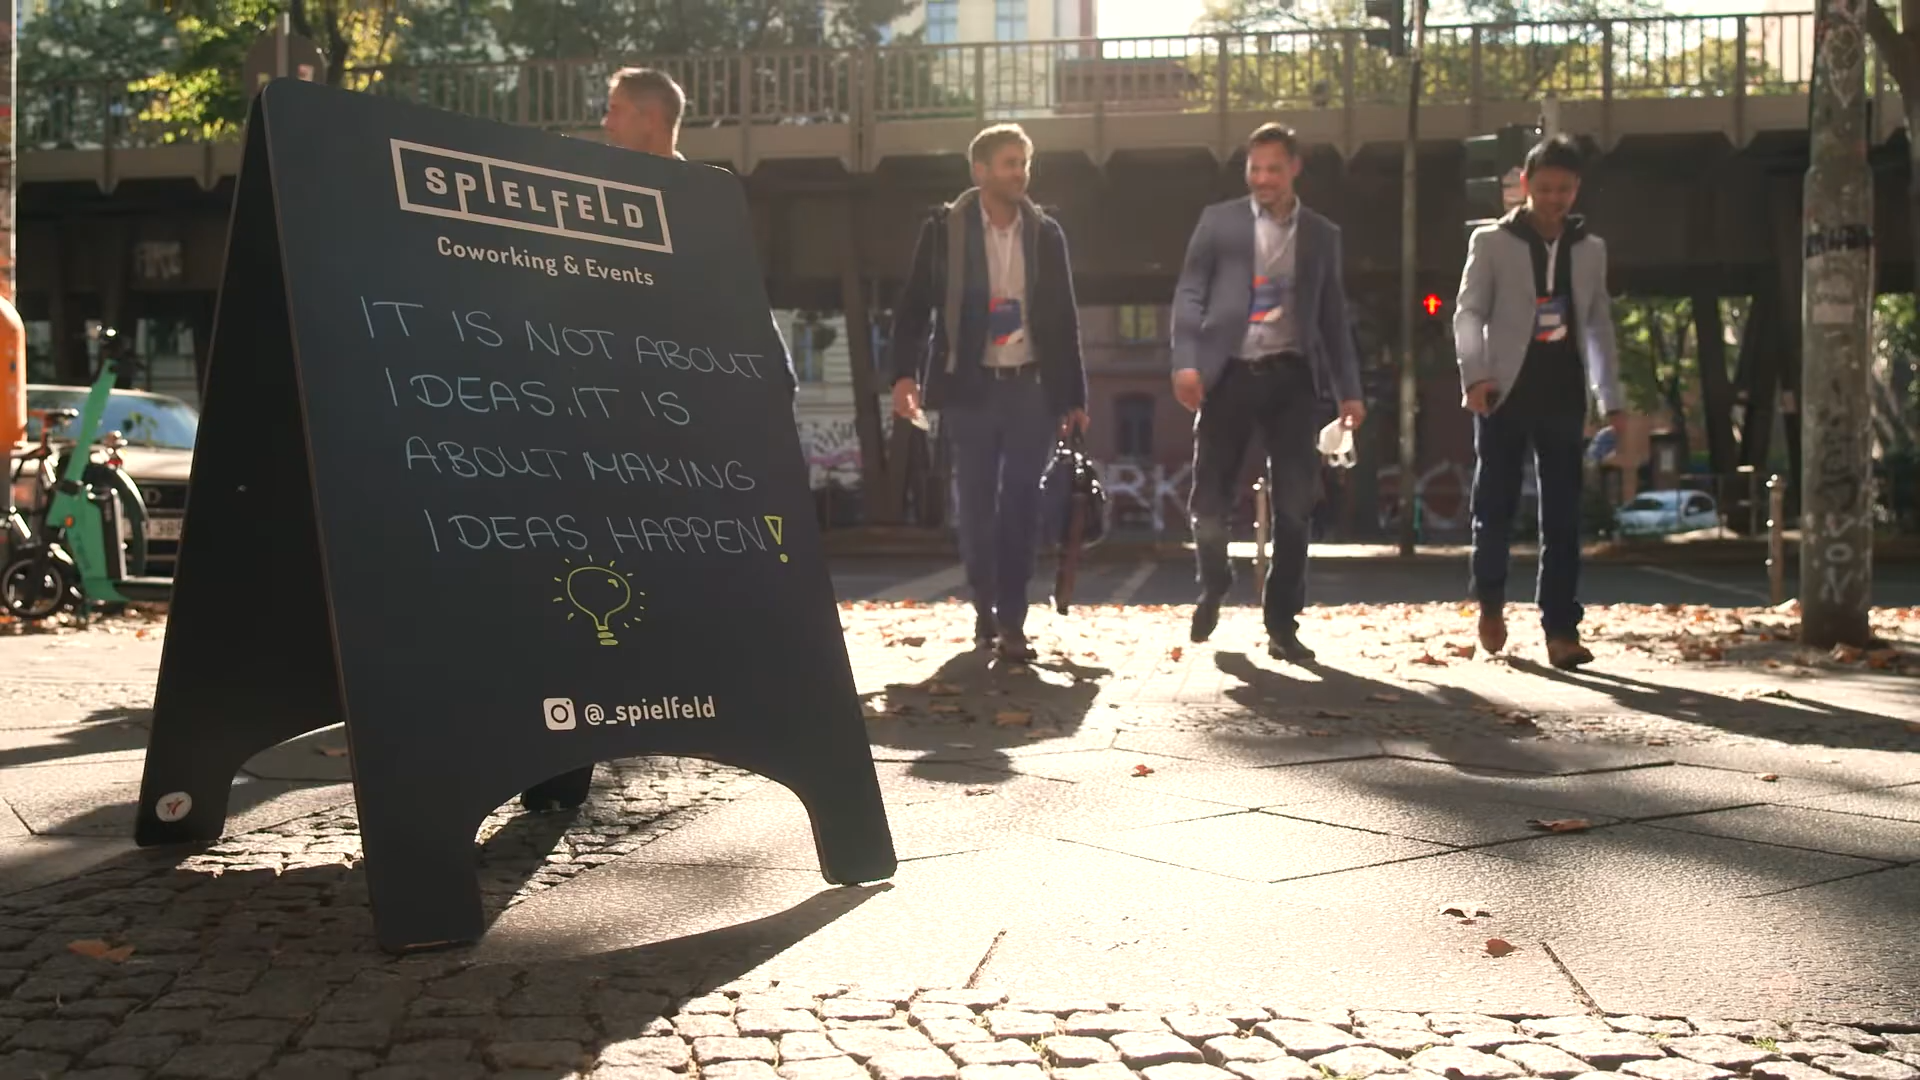 SPIELFELD
Coworking & Events
IT IS NOT ABOUT
IDEAS. IT IS
ABOUT MAKING
IDEAS HAPPEN!
@_spielfeld